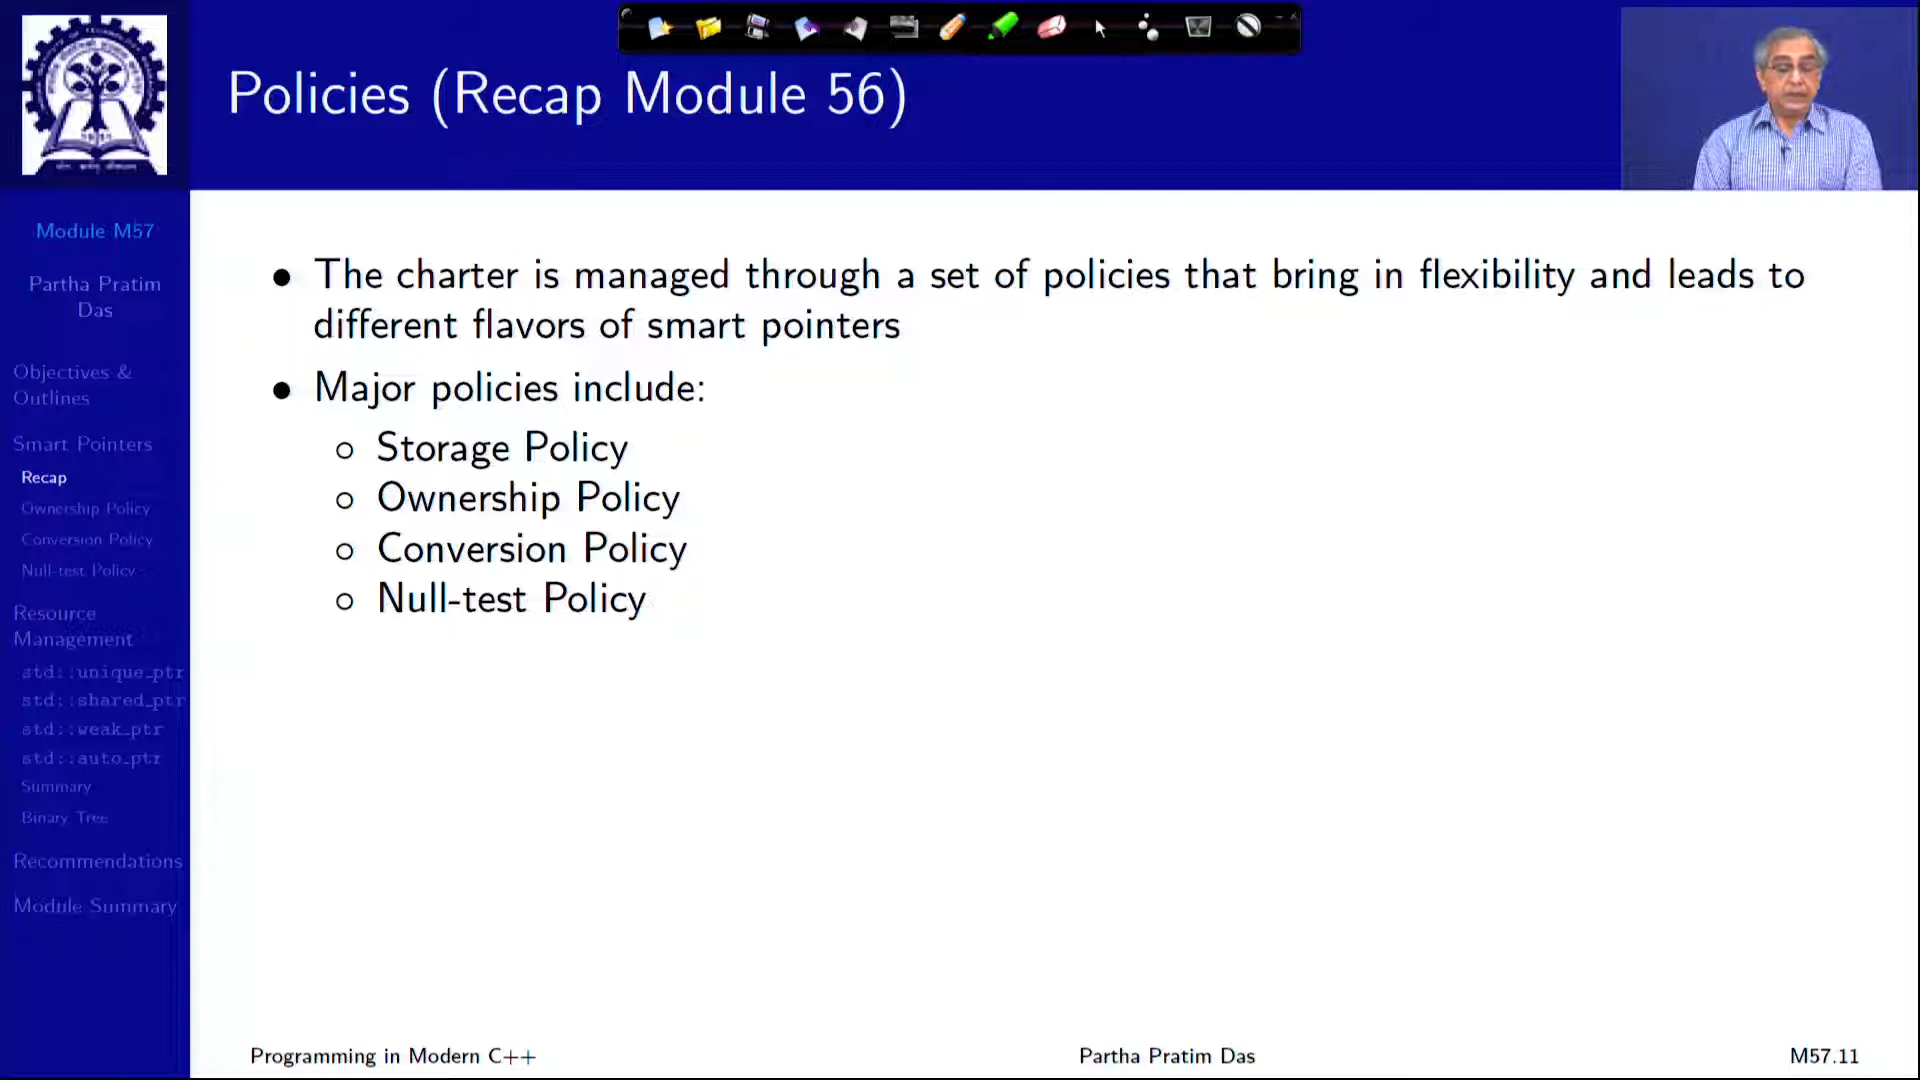 Policies (Recap Module 56)
Module M57
Partha Pratim
Das
Objectives &
Outlines
Smart Pointers
Recap
Ownership Policy
Conversion Policy
Null-test Policy
Resource
Management
std::unique_ptr
std::shared_ptr
std::weak_ptr
std::auto_ptr
Summary
Binary Tree
Recommendations
Module Summary
• The charter is managed through a set of policies that bring in flexibility and leads to
different flavors of smart pointers
• Major policies include:
○ Storage Policy
○ Ownership Policy
○ Conversion Policy
○ Null-test Policy
Programming in Modern C++
Partha Pratim Das
M57.11